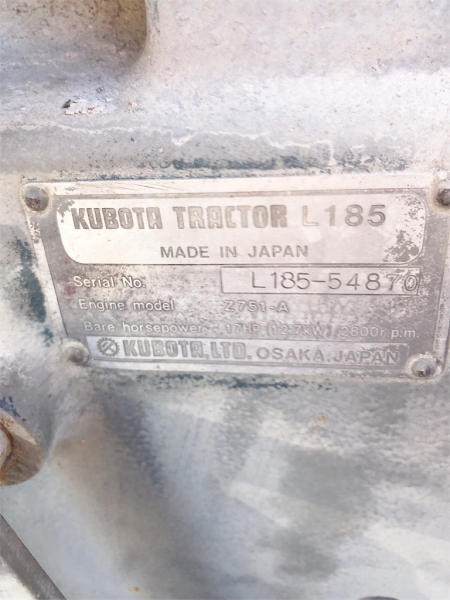 KUBOTA TRACTOR L185
MADE IN JAPAN
Serial No. L185-54870
Engine model Z751-A
Bare horsepower 17HP (12.7KW)/2800r.p.m.
KUBOTA, LTD. OSAKA, JAPAN